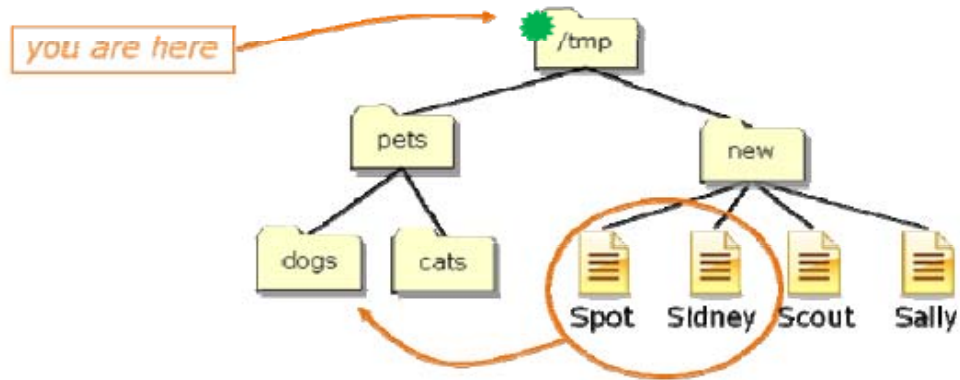 you are here
/tmp
pets
new
dogs
cats
Spot
Sidney
Scout
Sally